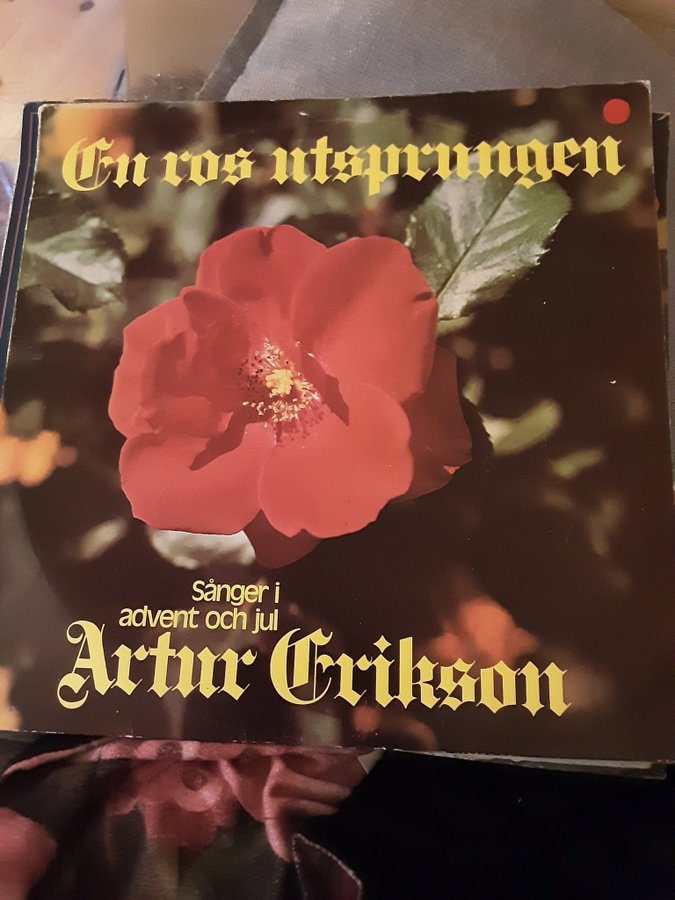 En ros utsprungen
Sånger i
advent och jul
Artur Erikson